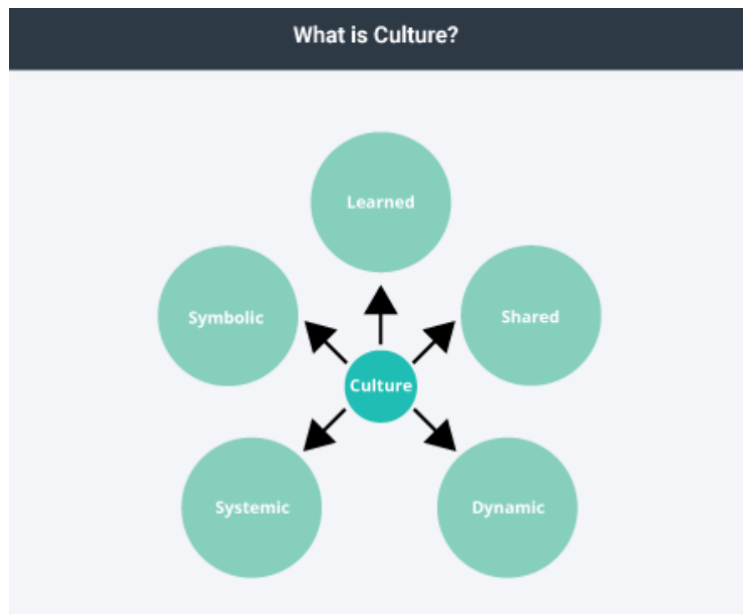 What is Culture?
Learned
Symbolic
Shared
Culture
Systemic
Dynamic